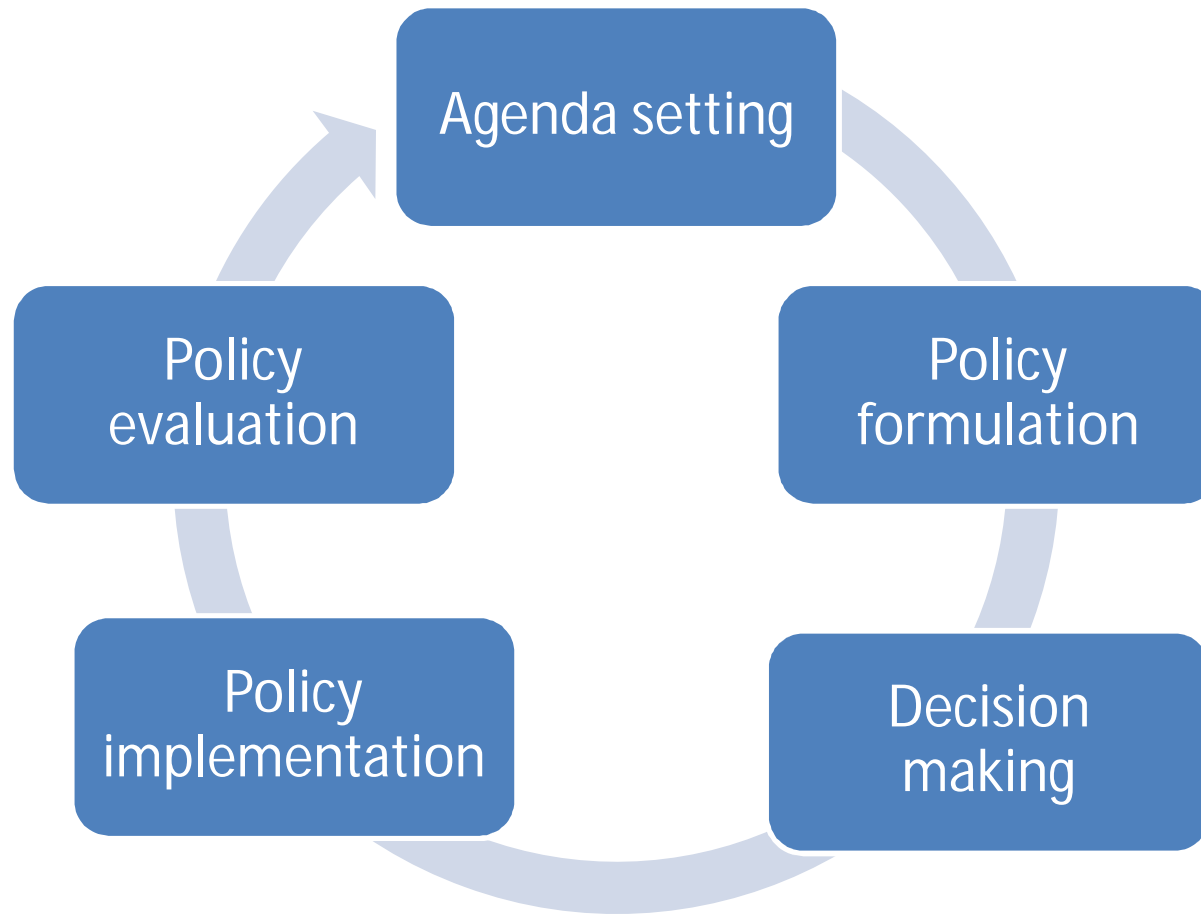 Agenda setting
Policy
formulation
Decision
making
Policy
implementation
Policy
evaluation